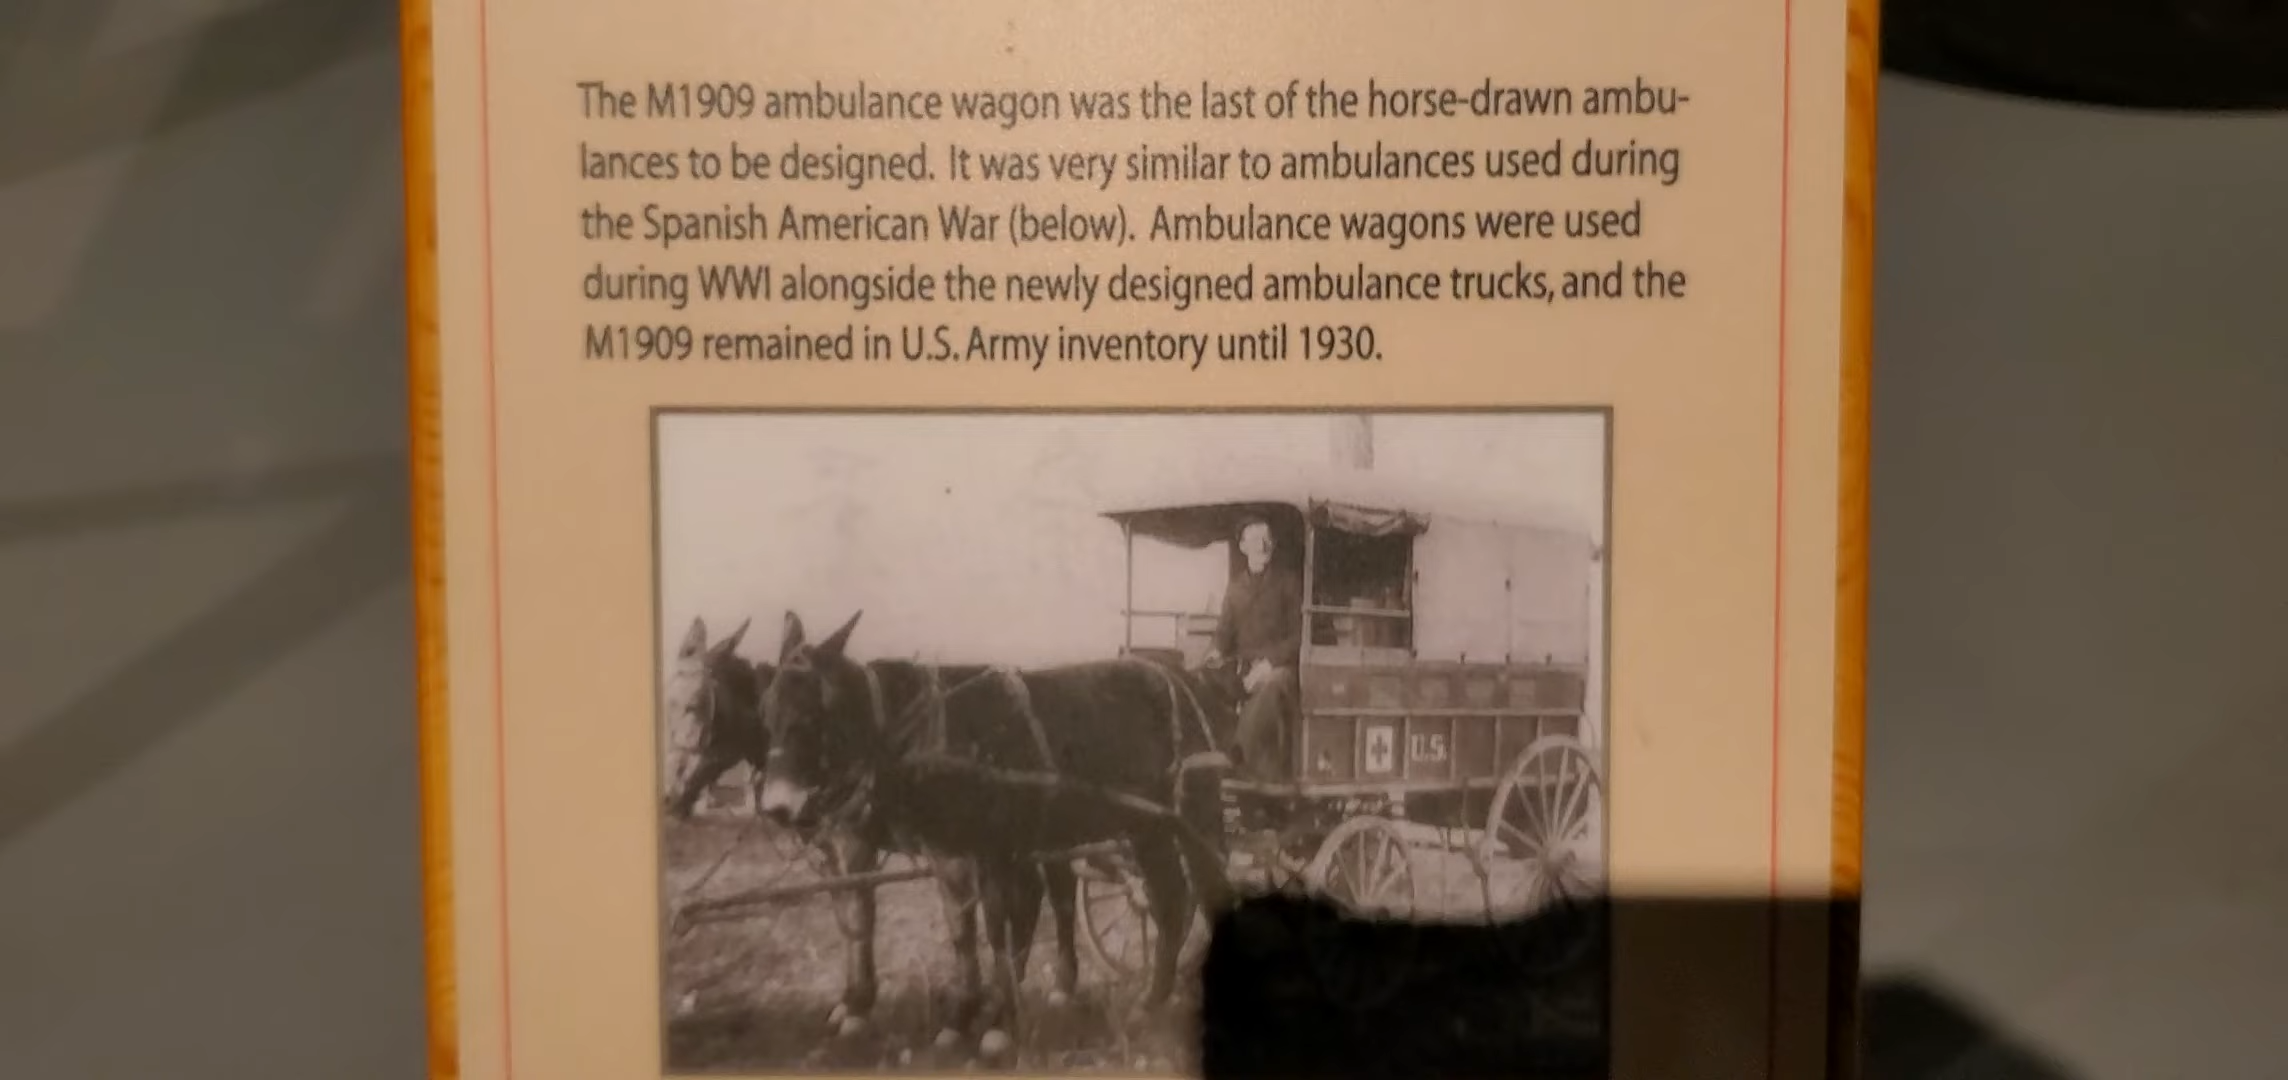 The M1909 ambulance wagon was the last of the horse-drawn ambu-
lances to be designed. It was very similar to ambulances used during
the Spanish American War (below). Ambulance wagons were used
during WWI alongside the newly designed ambulance trucks, and the
M1909 remained in U.S. Army inventory until 1930.
U.S.